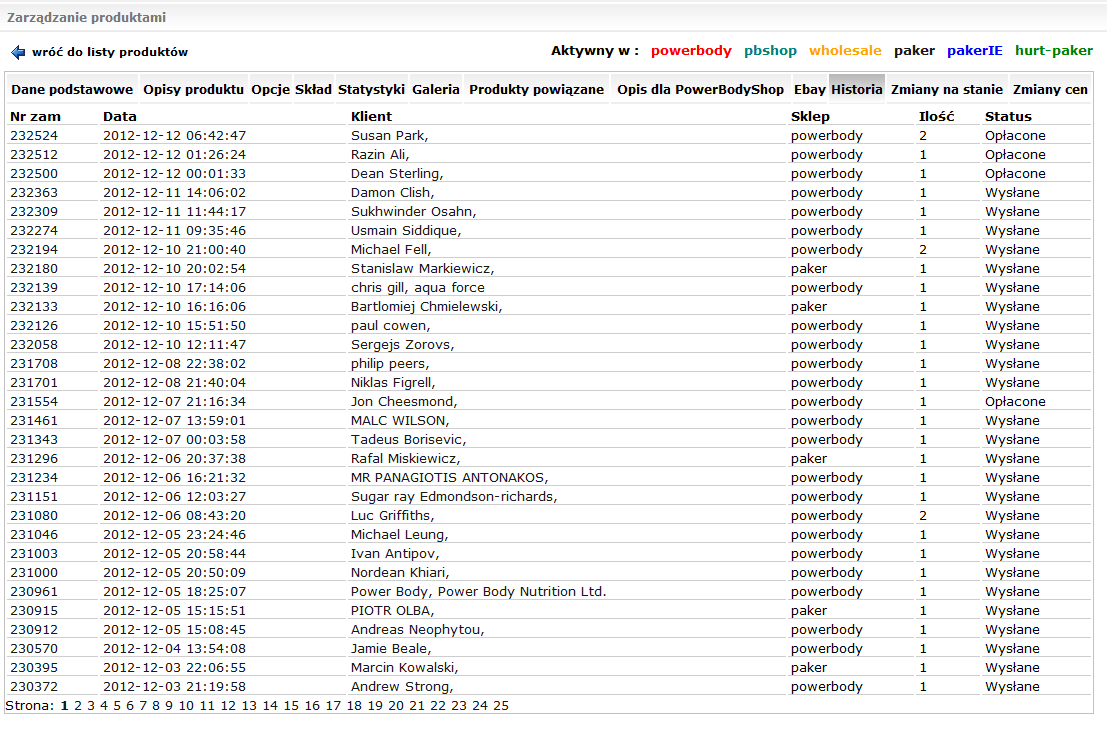 Zarządzanie produktami
wróć do listy produktów Aktywny w : powerbody pbshop wholesale paker pakerIE hurt-paker
Dane podstawowe Opisy produktu Opcje Skład Statystyki Galeria Produkty powiązane Opis dla PowerBodyShop Ebay Historia Zmiany na stanie Zmiany cen
Nr zam Data Klient Sklep Ilość Status
232524 2012-12-12 06:42:47 Susan Park, powerbody 2 Opłacone
232512 2012-12-12 01:26:24 Razin Ali, powerbody 1 Opłacone
232500 2012-12-12 00:01:33 Dean Sterling, powerbody 1 Opłacone
232363 2012-12-11 14:06:02 Damon Clish, powerbody 1 Wysłane
232309 2012-12-11 11:44:17 Sukhwinder Osahn, powerbody 1 Wysłane
232274 2012-12-11 09:35:46 Usmain Siddique, powerbody 1 Wysłane
232194 2012-12-10 21:00:40 Michael Fell, powerbody 2 Wysłane
232180 2012-12-10 20:02:54 Stanislaw Markiewicz, paker 1 Wysłane
232139 2012-12-10 17:14:06 chris gill, aqua force powerbody 1 Wysłane
232133 2012-12-10 16:16:06 Bartlomiej Chmielewski, paker 1 Wysłane
232126 2012-12-10 15:51:50 paul cowen, powerbody 1 Wysłane
232058 2012-12-10 12:11:47 Sergejs Zorovs, powerbody 1 Wysłane
231708 2012-12-08 22:38:02 philip peers, powerbody 1 Wysłane
231701 2012-12-08 21:40:04 Niklas Figrell, powerbody 1 Wysłane
231554 2012-12-07 21:16:34 Jon Cheesmond, powerbody 1 Opłacone
231461 2012-12-07 13:59:01 MALC WILSON, powerbody 1 Wysłane
231343 2012-12-07 00:03:58 Tadeus Borisevic, powerbody 1 Wysłane
231296 2012-12-06 20:37:38 Rafal Miskiewicz, paker 1 Wysłane
231234 2012-12-06 16:21:32 MR PANAGIOTIS ANTONAKOS, powerbody 1 Wysłane
231151 2012-12-06 12:03:27 Sugar ray Edmondson-richards, powerbody 1 Wysłane
231080 2012-12-06 08:43:20 Luc Griffiths, powerbody 2 Wysłane
231046 2012-12-05 23:24:46 Michael Leung, powerbody 1 Wysłane
231003 2012-12-05 20:58:44 Ivan Antipov, powerbody 1 Wysłane
231000 2012-12-05 20:50:09 Nordean Khiari, powerbody 1 Wysłane
230961 2012-12-05 18:25:07 Power Body, Power Body Nutrition Ltd. powerbody 1 Wysłane
230915 2012-12-05 15:15:51 PIOTR OLBA, paker 1 Wysłane
230912 2012-12-05 15:08:45 Andreas Neophytou, powerbody 1 Wysłane
230570 2012-12-04 13:54:08 Jamie Beale, powerbody 1 Wysłane
230395 2012-12-03 22:06:55 Marcin Kowalski, paker 1 Wysłane
230372 2012-12-03 21:19:58 Andrew Strong, powerbody 1 Wysłane
Strona: 1 2 3 4 5 6 7 8 9 10 11 12 13 14 15 16 17 18 19 20 21 22 23 24 25